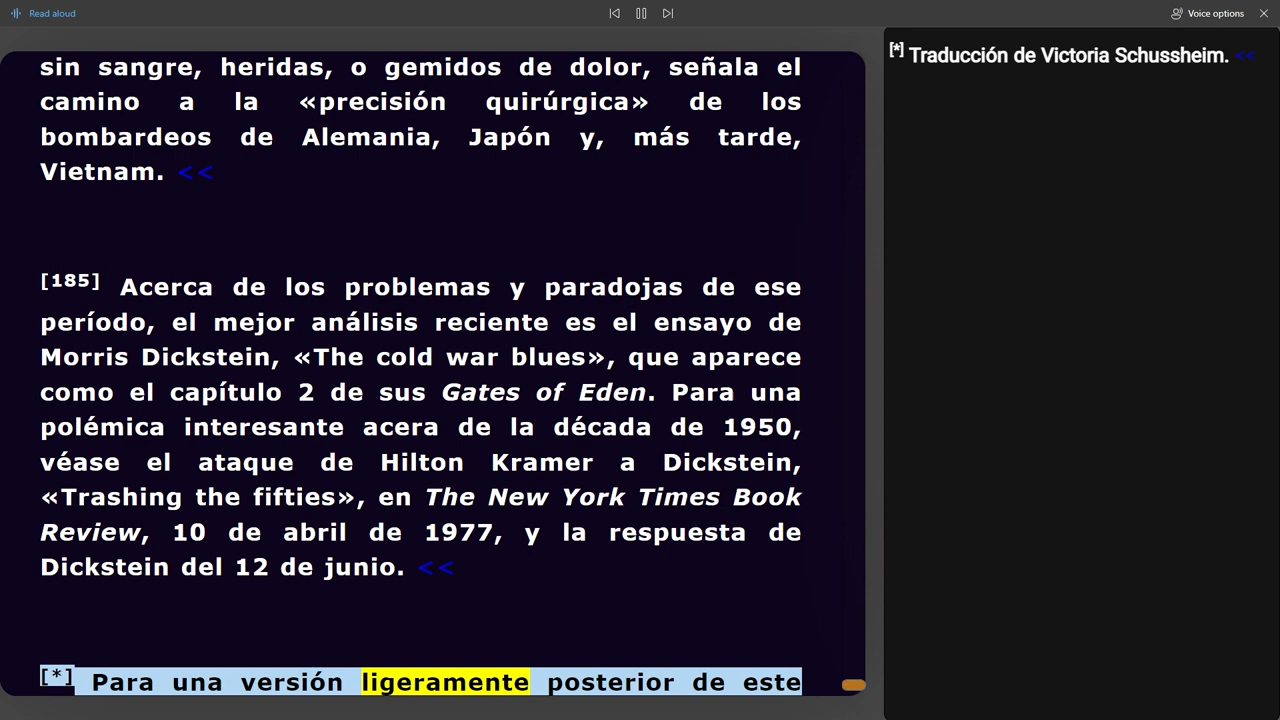 Read aloud
Voice options
sin sangre, heridas, o gemidos de dolor, señala el
camino a la «precisión quirúrgica» de los
bombardeos de Alemania, Japón y, más tarde,
Vietnam. <<
[185] Acerca de los problemas y paradojas de ese
período, el mejor análisis reciente es el ensayo de
Morris Dickstein, «The cold war blues», que aparece
como el capítulo 2 de sus Gates of Eden. Para una
polémica interesante acera de la década de 1950,
véase el ataque de Hilton Kramer a Dickstein,
«Trashing the fifties», en The New York Times Book
Review, 10 de abril de 1977, y la respuesta de
Dickstein del 12 de junio. <<
[*] Para una versión ligeramente posterior de este
[*] Traducción de Victoria Schussheim. <<